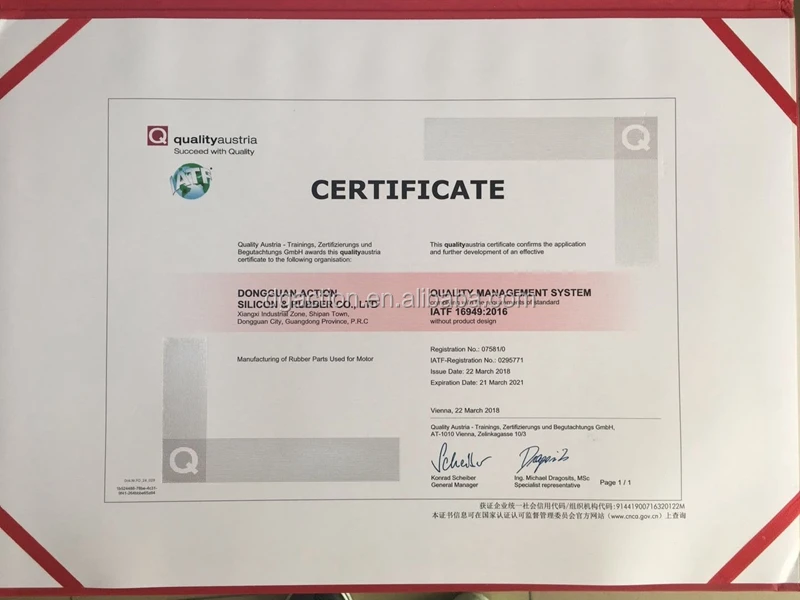 qualityaustria
Succeed with Quality
IATF
CERTIFICATE
Quality Austria - Trainings, Zertifizierungs und
Begutachtungs GmbH awards this qualityaustria
certificate to the following organisation:
This qualityaustria certificate confirms the application
and further development of an effective
DONGGUAN ACTION
SILICON & RUBBER CO., LTD
Xiangxi Industrial Zone, Shipan Town,
Dongguan City, Guangdong Province, P.R.C
QUALITY MANAGEMENT SYSTEM
standard
IATF 16949:2016
without product design
.en.alibaba.com
Manufacturing of Rubber Parts Used for Motor
Registration No.: 07581/0
IATF-Registration No.: 0295771
Issue Date: 22 March 2018
Expiration Date: 21 March 2021
Vienna, 22 March 2018
Quality Austria - Trainings, Zertifizierungs und Begutachtungs GmbH,
AT-1010 Vienna, Zelinkagasse 10/3
Konrad Scheiber
General Manager
Ing. Michael Dragosits, MSc
Specialist representative
Page 1 / 1
获证企业统一社会信用代码/组织机构代码:91441900716320122M
本证书信息可在国家认证认可监督管理委员会官方网站（www.cnca.gov.cn）上查询